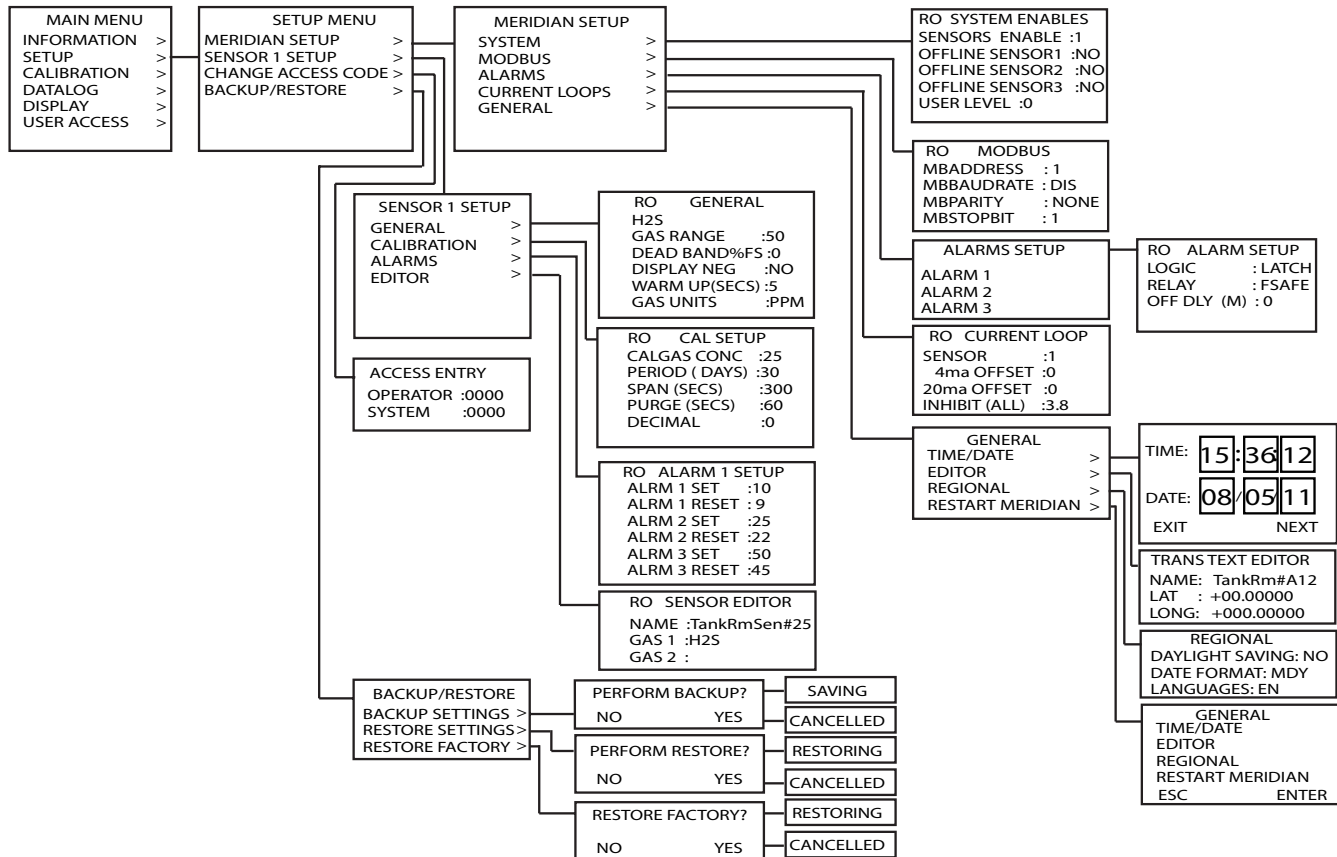 MAIN MENU
INFORMATION >
SETUP >
CALIBRATION >
DATALOG >
DISPLAY >
USER ACCESS >
SETUP MENU
MERIDIAN SETUP >
SENSOR 1 SETUP >
CHANGE ACCESS CODE >
BACKUP/RESTORE >
MERIDIAN SETUP
SYSTEM >
MODBUS >
ALARMS >
CURRENT LOOPS >
GENERAL >
RO SYSTEM ENABLES
SENSORS ENABLE :1
OFFLINE SENSOR1 :NO
OFFLINE SENSOR2 :NO
OFFLINE SENSOR3 :NO
USER LEVEL :0
RO MODBUS
MBADDRESS : 1
MBBAUDRATE : DIS
MBPARITY : NONE
MBSTOPBIT : 1
SENSOR 1 SETUP
GENERAL >
CALIBRATION >
ALARMS >
EDITOR >
RO GENERAL
H2S
GAS RANGE :50
DEAD BAND%FS :0
DISPLAY NEG :NO
WARM UP(SECS) :5
GAS UNITS :PPM
ALARMS SETUP
ALARM 1
ALARM 2
ALARM 3
RO ALARM SETUP
LOGIC : LATCH
RELAY : FSAFE
OFF DLY (M) : 0
RO CAL SETUP
CALGAS CONC :25
PERIOD ( DAYS) :30
SPAN (SECS) :300
PURGE (SECS) :60
DECIMAL :0
RO CURRENT LOOP
SENSOR :1
4ma OFFSET :0
20ma OFFSET :0
INHIBIT (ALL) :3.8
ACCESS ENTRY
OPERATOR :0000
SYSTEM :0000
GENERAL
TIME/DATE >
EDITOR >
REGIONAL >
RESTART MERIDIAN >
TIME: 15:36:12
DATE: 08/05/11
EXIT NEXT
RO ALARM 1 SETUP
ALRM 1 SET :10
ALRM 1 RESET : 9
ALRM 2 SET :25
ALRM 2 RESET :22
ALRM 3 SET :50
ALRM 3 RESET :45
TRANS TEXT EDITOR
NAME: TankRm#A12
LAT : +00.00000
LONG: +000.00000
RO SENSOR EDITOR
NAME :TankRmSen#25
GAS 1 :H2S
GAS 2 :
REGIONAL
DAYLIGHT SAVING: NO
DATE FORMAT: MDY
LANGUAGES: EN
BACKUP/RESTORE
BACKUP SETTINGS >
RESTORE SETTINGS >
RESTORE FACTORY >
PERFORM BACKUP?
NO YES
SAVING
CANCELLED
PERFORM RESTORE?
NO YES
RESTORING
CANCELLED
RESTORE FACTORY?
NO YES
RESTORING
CANCELLED
GENERAL
TIME/DATE
EDITOR
REGIONAL
RESTART MERIDIAN
ESC ENTER